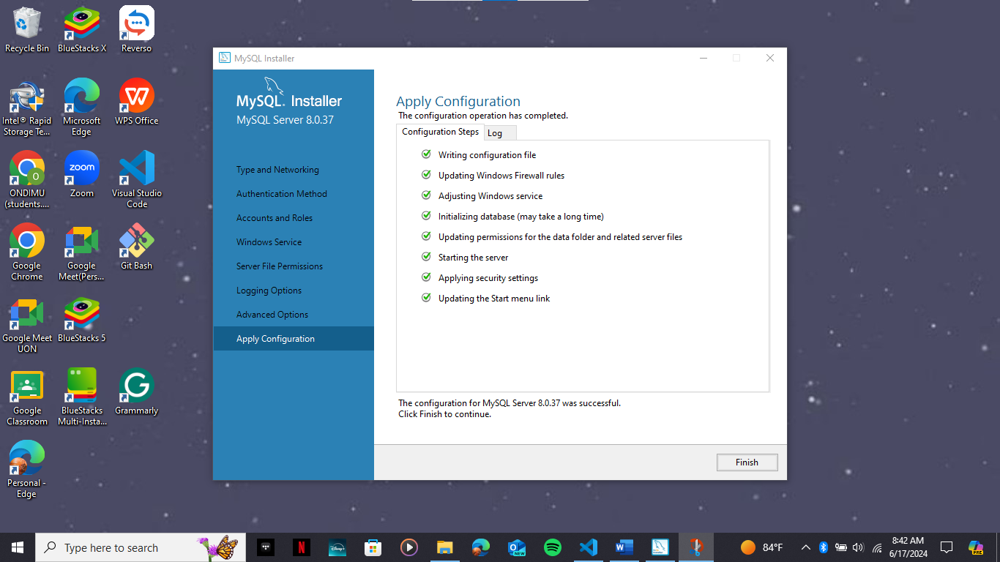 Recycle Bin
BlueStacks X
Reverso
Intel® Rapid
Storage Te...
Microsoft
Edge
WPS Office
ONDIMU
(students....
zoom
Zoom
Visual Studio
Code
Google
Chrome
Google
Meet(Pers...
Git Bash
Google Meet
UON
BlueStacks 5
Google
Classroom
BlueStacks
Multi-Insta...
Grammarly
Personal -
Edge
MySQL Installer
MySQL® Installer
MySQL Server 8.0.37
Type and Networking
Authentication Method
Accounts and Roles
Windows Service
Server File Permissions
Logging Options
Advanced Options
Apply Configuration
Apply Configuration
The configuration operation has completed.
Configuration Steps
Log
Writing configuration file
Updating Windows Firewall rules
Adjusting Windows service
Initializing database (may take a long time)
Updating permissions for the data folder and related server files
Starting the server
Applying security settings
Updating the Start menu link
The configuration for MySQL Server 8.0.37 was successful.
Click Finish to continue.
Finish
Type here to search
NEW
84°F
8:42 AM
6/17/2024
PRE